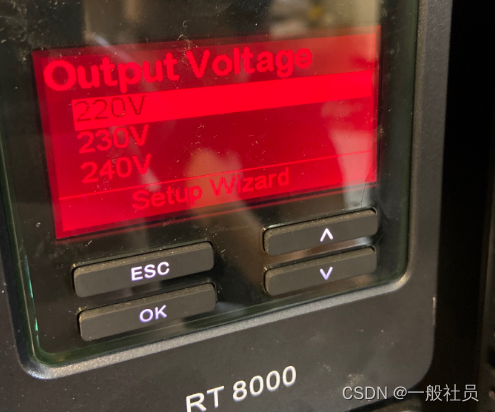 Output Voltage
220V
230V
240V
Setup Wizard
ESC
OK
RT 8000
CSDN @一般社员